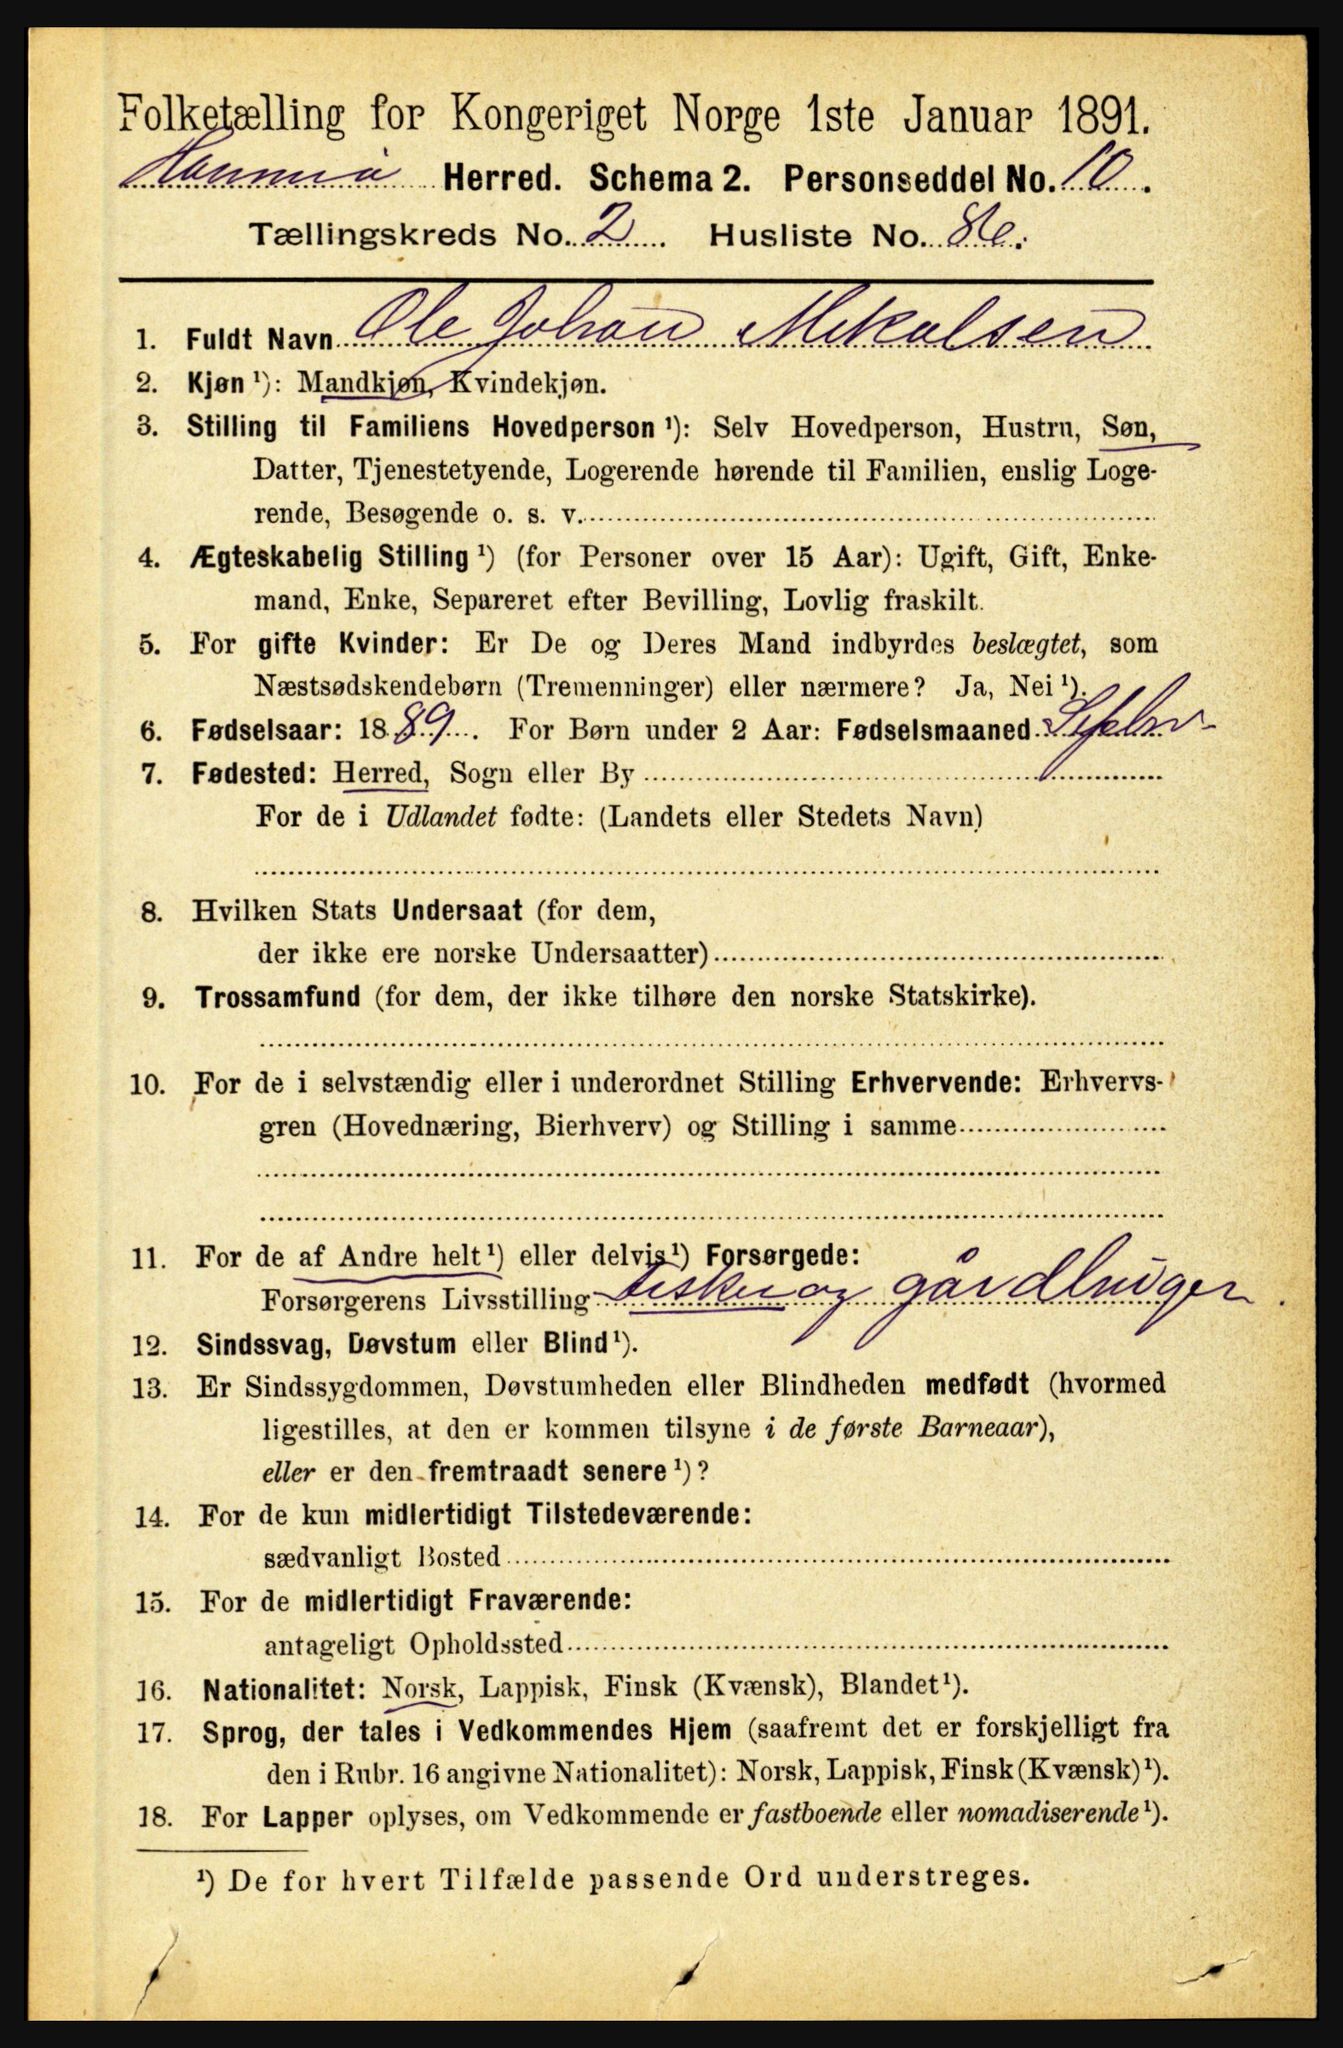 Folketælling for Kongeriget Norge 1ste Januar 1891.
Herred. Schema 2. Personseddel No. 10.
Tællingskreds No. 2. Husliste No. 86.
1. Fuldt Navn Ole Johan Mikalsen
2. Kjøn ¹): Mandkjøn, Kvindekjøn.
3. Stilling til Familiens Hovedperson ¹): Selv Hovedperson, Hustru, Søn,
Datter, Tjenestetyende, Logerende hørende til Familien, enslig Loge-
rende, Besøgende o. s. v.
4. Ægteskabelig Stilling ¹) (for Personer over 15 Aar): Ugift, Gift, Enke-
mand, Enke, Separeret efter Bevilling, Lovlig fraskilt.
5. For gifte Kvinder: Er De og Deres Mand indbyrdes beslægtet, som
Næstsødskendebørn (Tremenninger) eller nærmere? Ja, Nei ¹).
6. Fødselsaar: 1889. For Børn under 2 Aar: Fødselsmaaned Septbr
7. Fødested: Herred, Sogn eller By
For de i Udlandet fødte: (Landets eller Stedets Navn)
8. Hvilken Stats Undersaat (for dem,
der ikke ere norske Undersaatter)
9. Trossamfund (for dem, der ikke tilhøre den norske Statskirke).
10. For de i selvstændig eller i underordnet Stilling Erhvervende: Erhvervs-
gren (Hovednæring, Bierhverv) og Stilling i samme
11. For de af Andre helt ¹) eller delvis ¹) Forsørgede:
Forsørgerens Livsstilling fisker og gårdbruger
12. Sindssvag, Døvstum eller Blind ¹).
13. Er Sindssygdommen, Døvstumheden eller Blindheden medfødt (hvormed
ligestilles, at den er kommen tilsyne i de første Barneaar),
eller er den fremtraadt senere ¹)?
14. For de kun midlertidigt Tilstedeværende:
sædvanligt Bosted
15. For de midlertidigt Fraværende:
antageligt Opholdssted
16. Nationalitet: Norsk, Lappisk, Finsk (Kvænsk), Blandet ¹).
17. Sprog, der tales i Vedkommendes Hjem (saafremt det er forskjelligt fra
den i Rubr. 16 angivne Nationalitet): Norsk, Lappisk, Finsk (Kvænsk) ¹).
18. For Lapper oplyses, om Vedkommende er fastboende eller nomadiserende ¹).
¹) De for hvert Tilfælde passende Ord understreges.